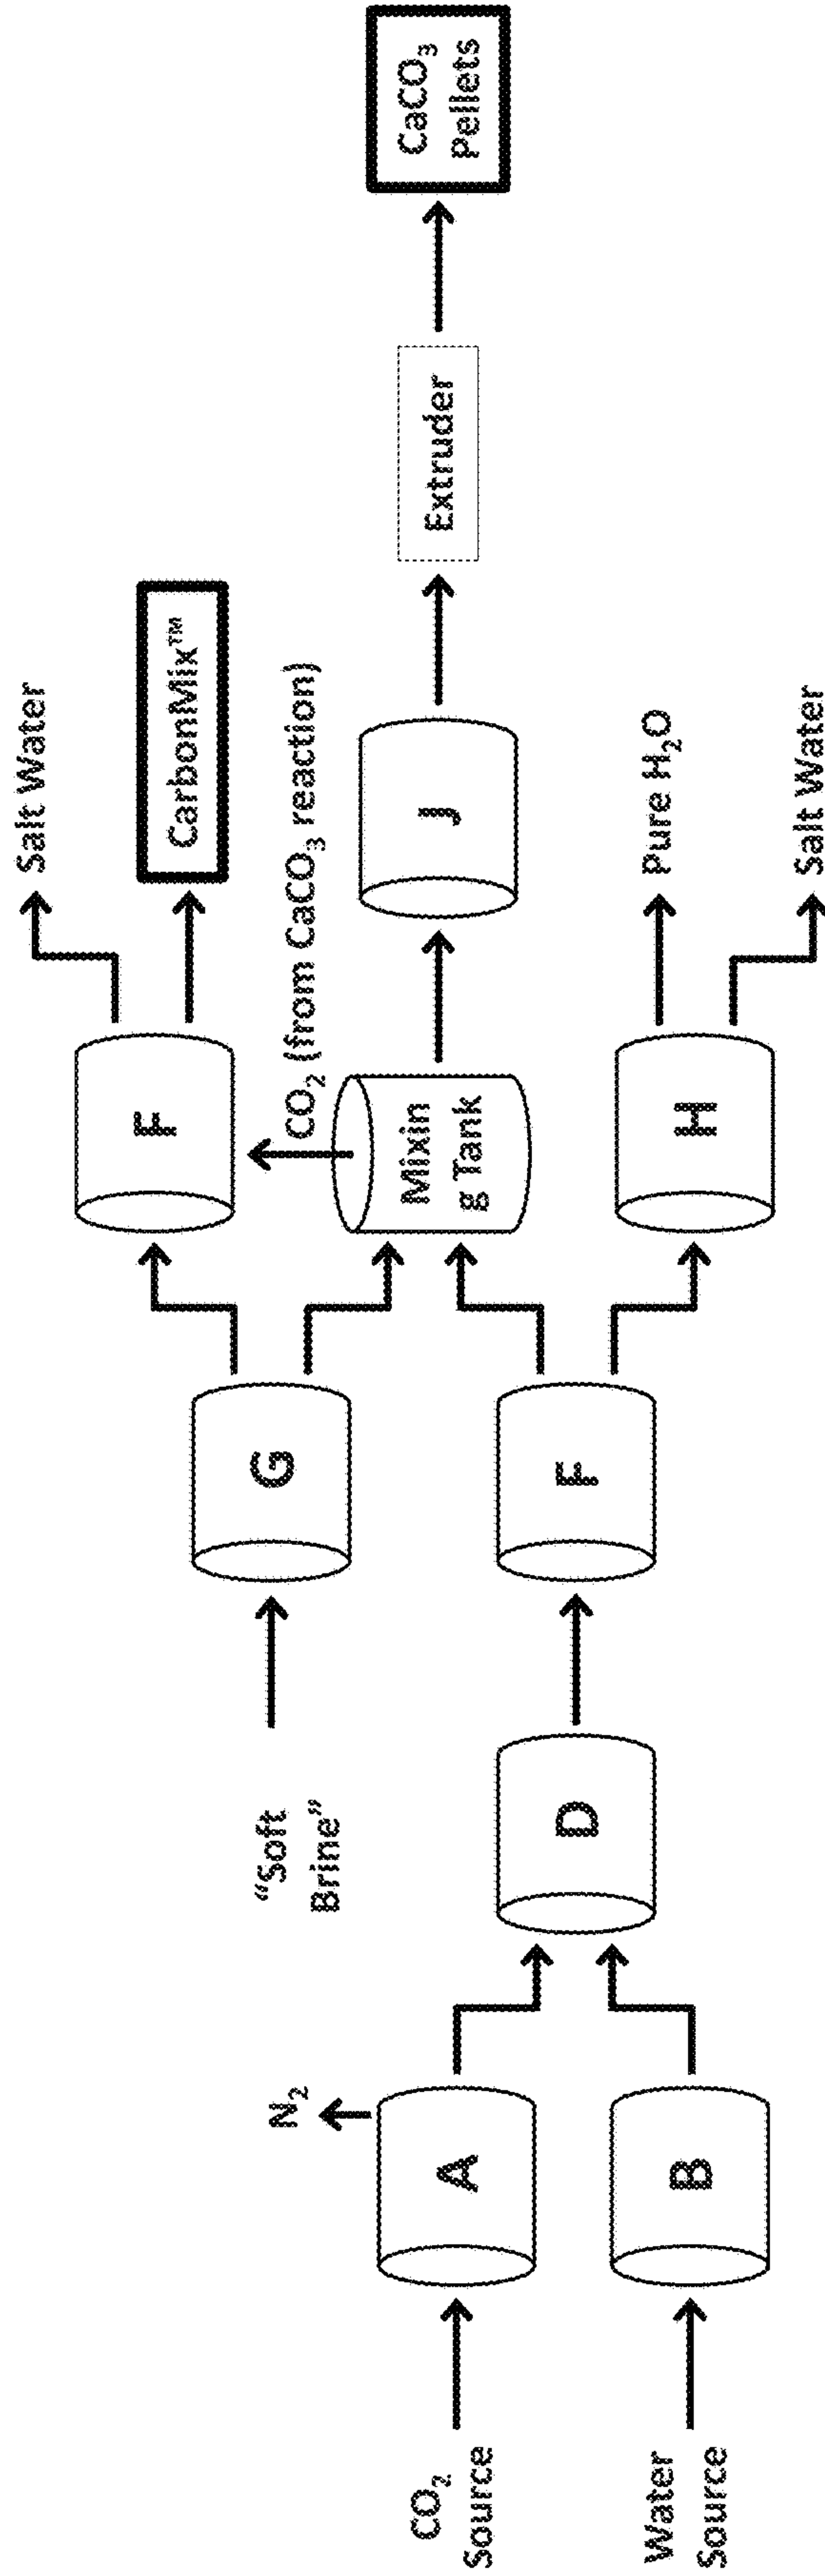 CO2
Source
Water
Source
N2
A
B
D
"Soft
Brine"
G
F
F
Mixin
g Tank
H
Salt Water
CarbonMix™
CO2 (from CaCO3 reaction)
J
Pure H2O
Salt Water
Extruder
CaCO3
Pellets